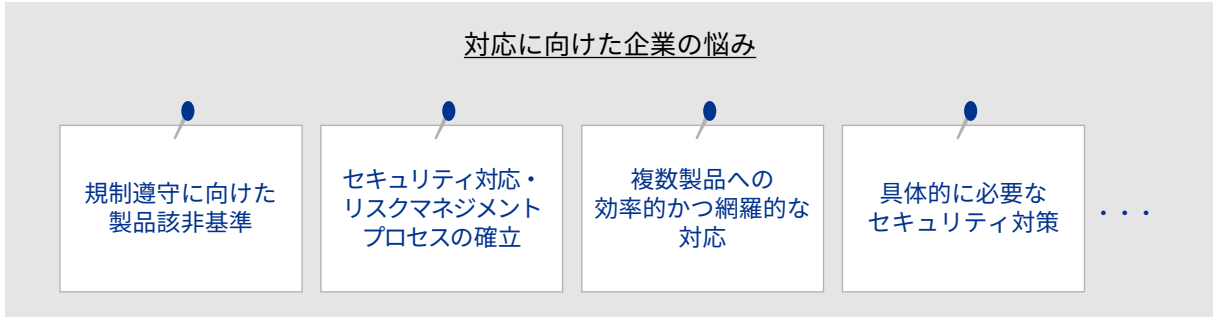 対応に向けた企業の悩み
規制遵守に向けた
製品該非基準
セキュリティ対応・
リスクマネジメント
プロセスの確立
複数製品への
効率的かつ網羅的な
対応
具体的に必要な
セキュリティ対策
・・・